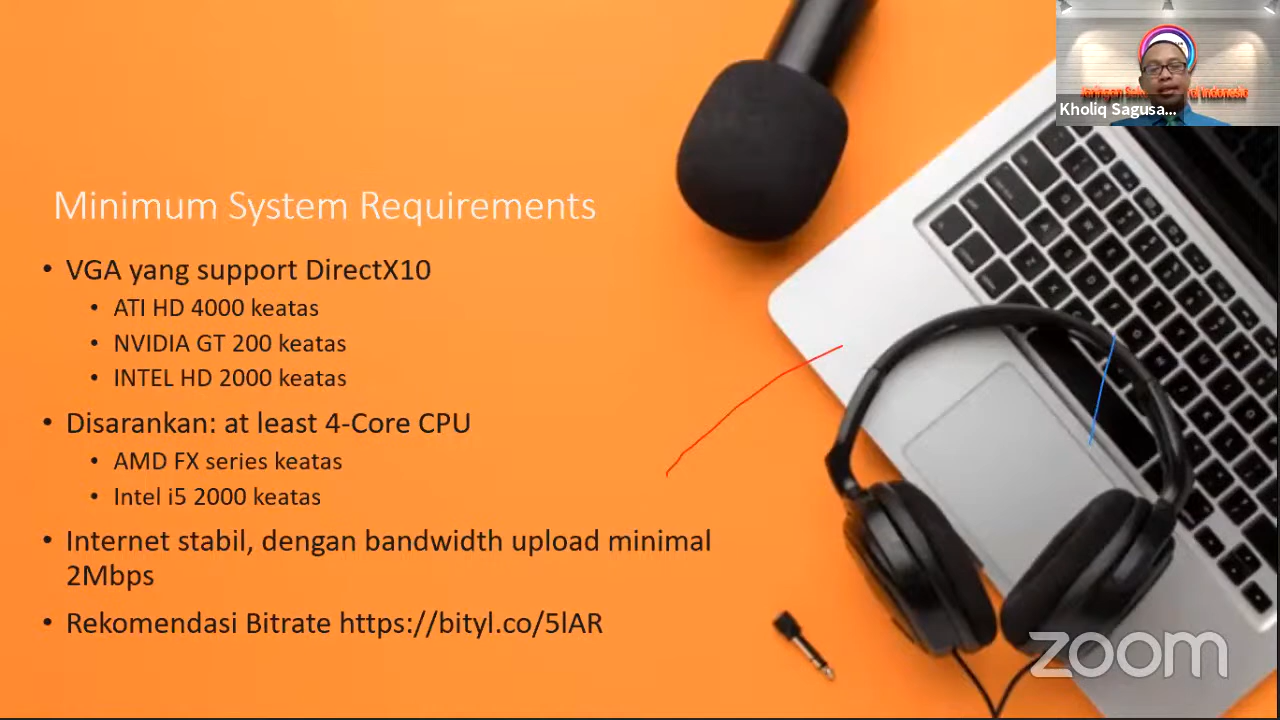 Minimum System Requirements
• VGA yang support DirectX10
• ATI HD 4000 keatas
• NVIDIA GT 200 keatas
• INTEL HD 2000 keatas
• Disarankan: at least 4-Core CPU
• AMD FX series keatas
• Intel i5 2000 keatas
• Internet stabil, dengan bandwidth upload minimal
2Mbps
• Rekomendasi Bitrate https://bityl.co/5lAR
Kholiq Sagusa...
zoom